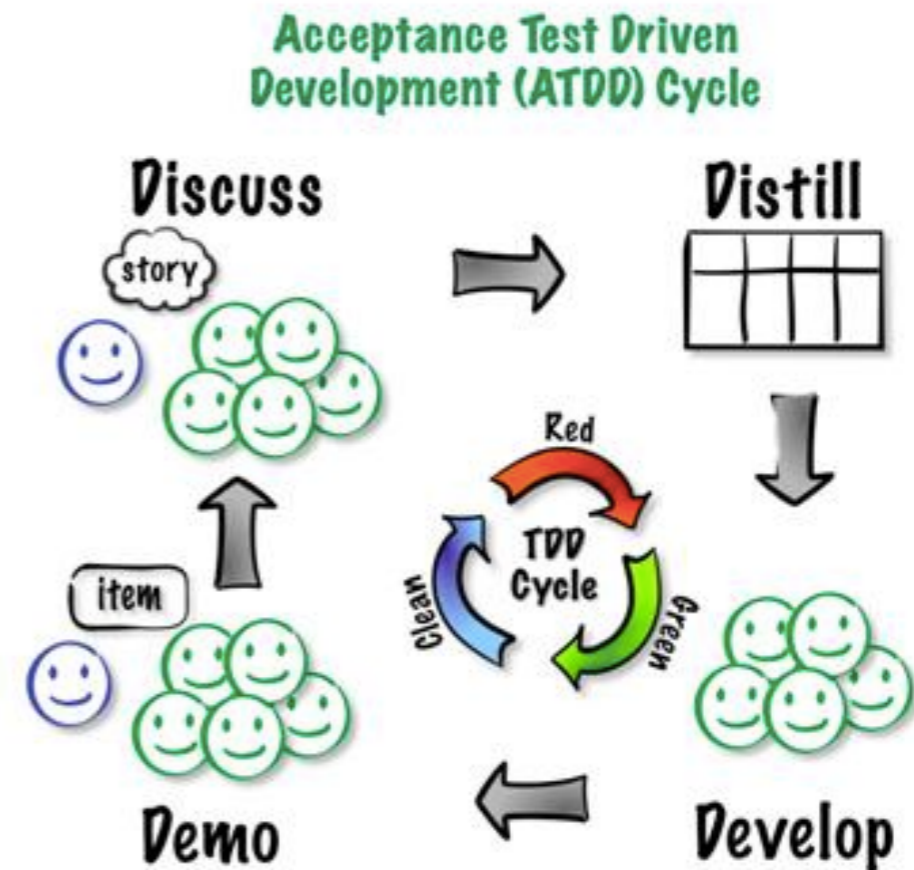 Acceptance Test Driven
Development (ATDD) Cycle
Discuss
Distill
story
Red
TDD
Cycle
Clean
Green
item
Demo
Develop